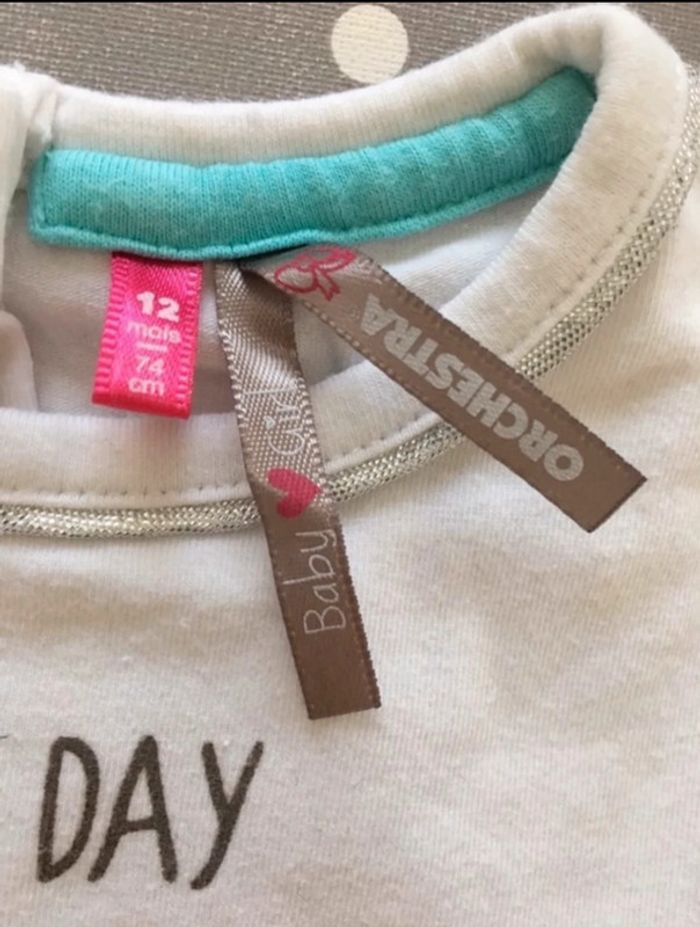 12
mois
74
cm
Baby Girl
ORCHESTRA
DAY